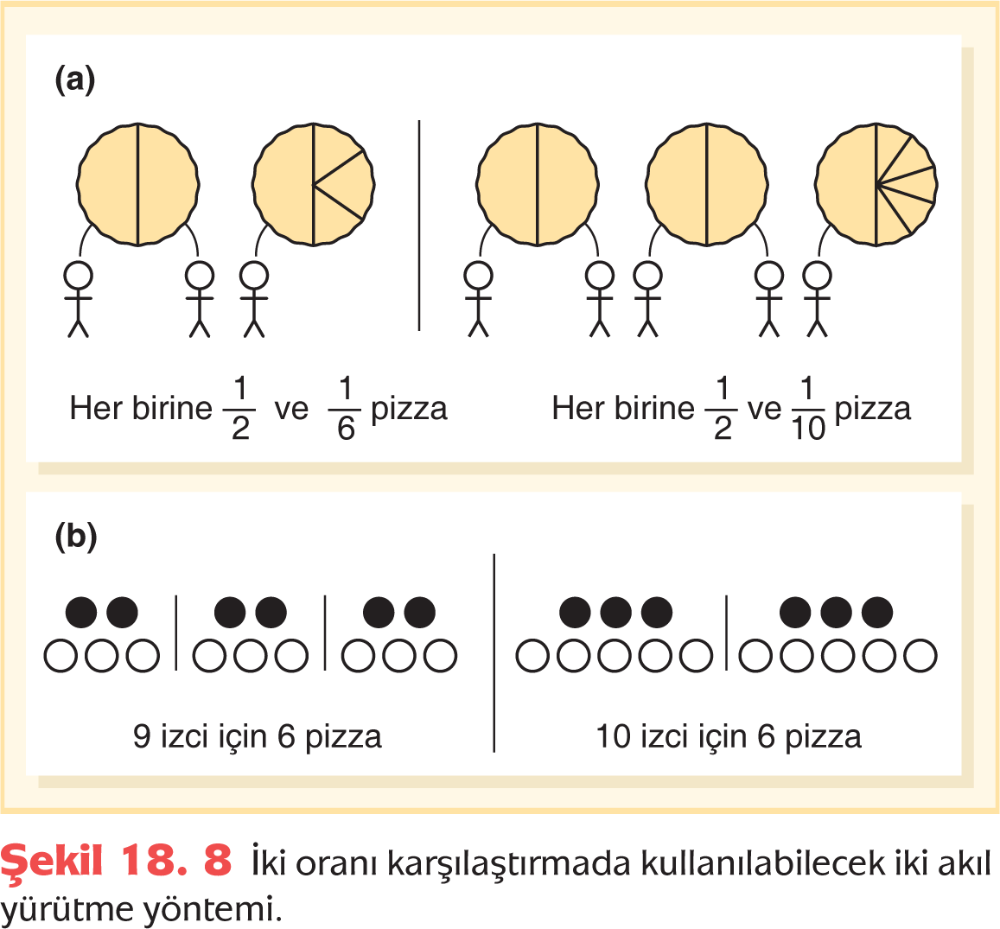 (a)
Her birine 1/2 ve 1/6 pizza
Her birine 1/2 ve 1/10 pizza
(b)
9 izci için 6 pizza
10 izci için 6 pizza
Şekil 18. 8 İki oranı karşılaştırmada kullanılabilecek iki akıl
yürütme yöntemi.